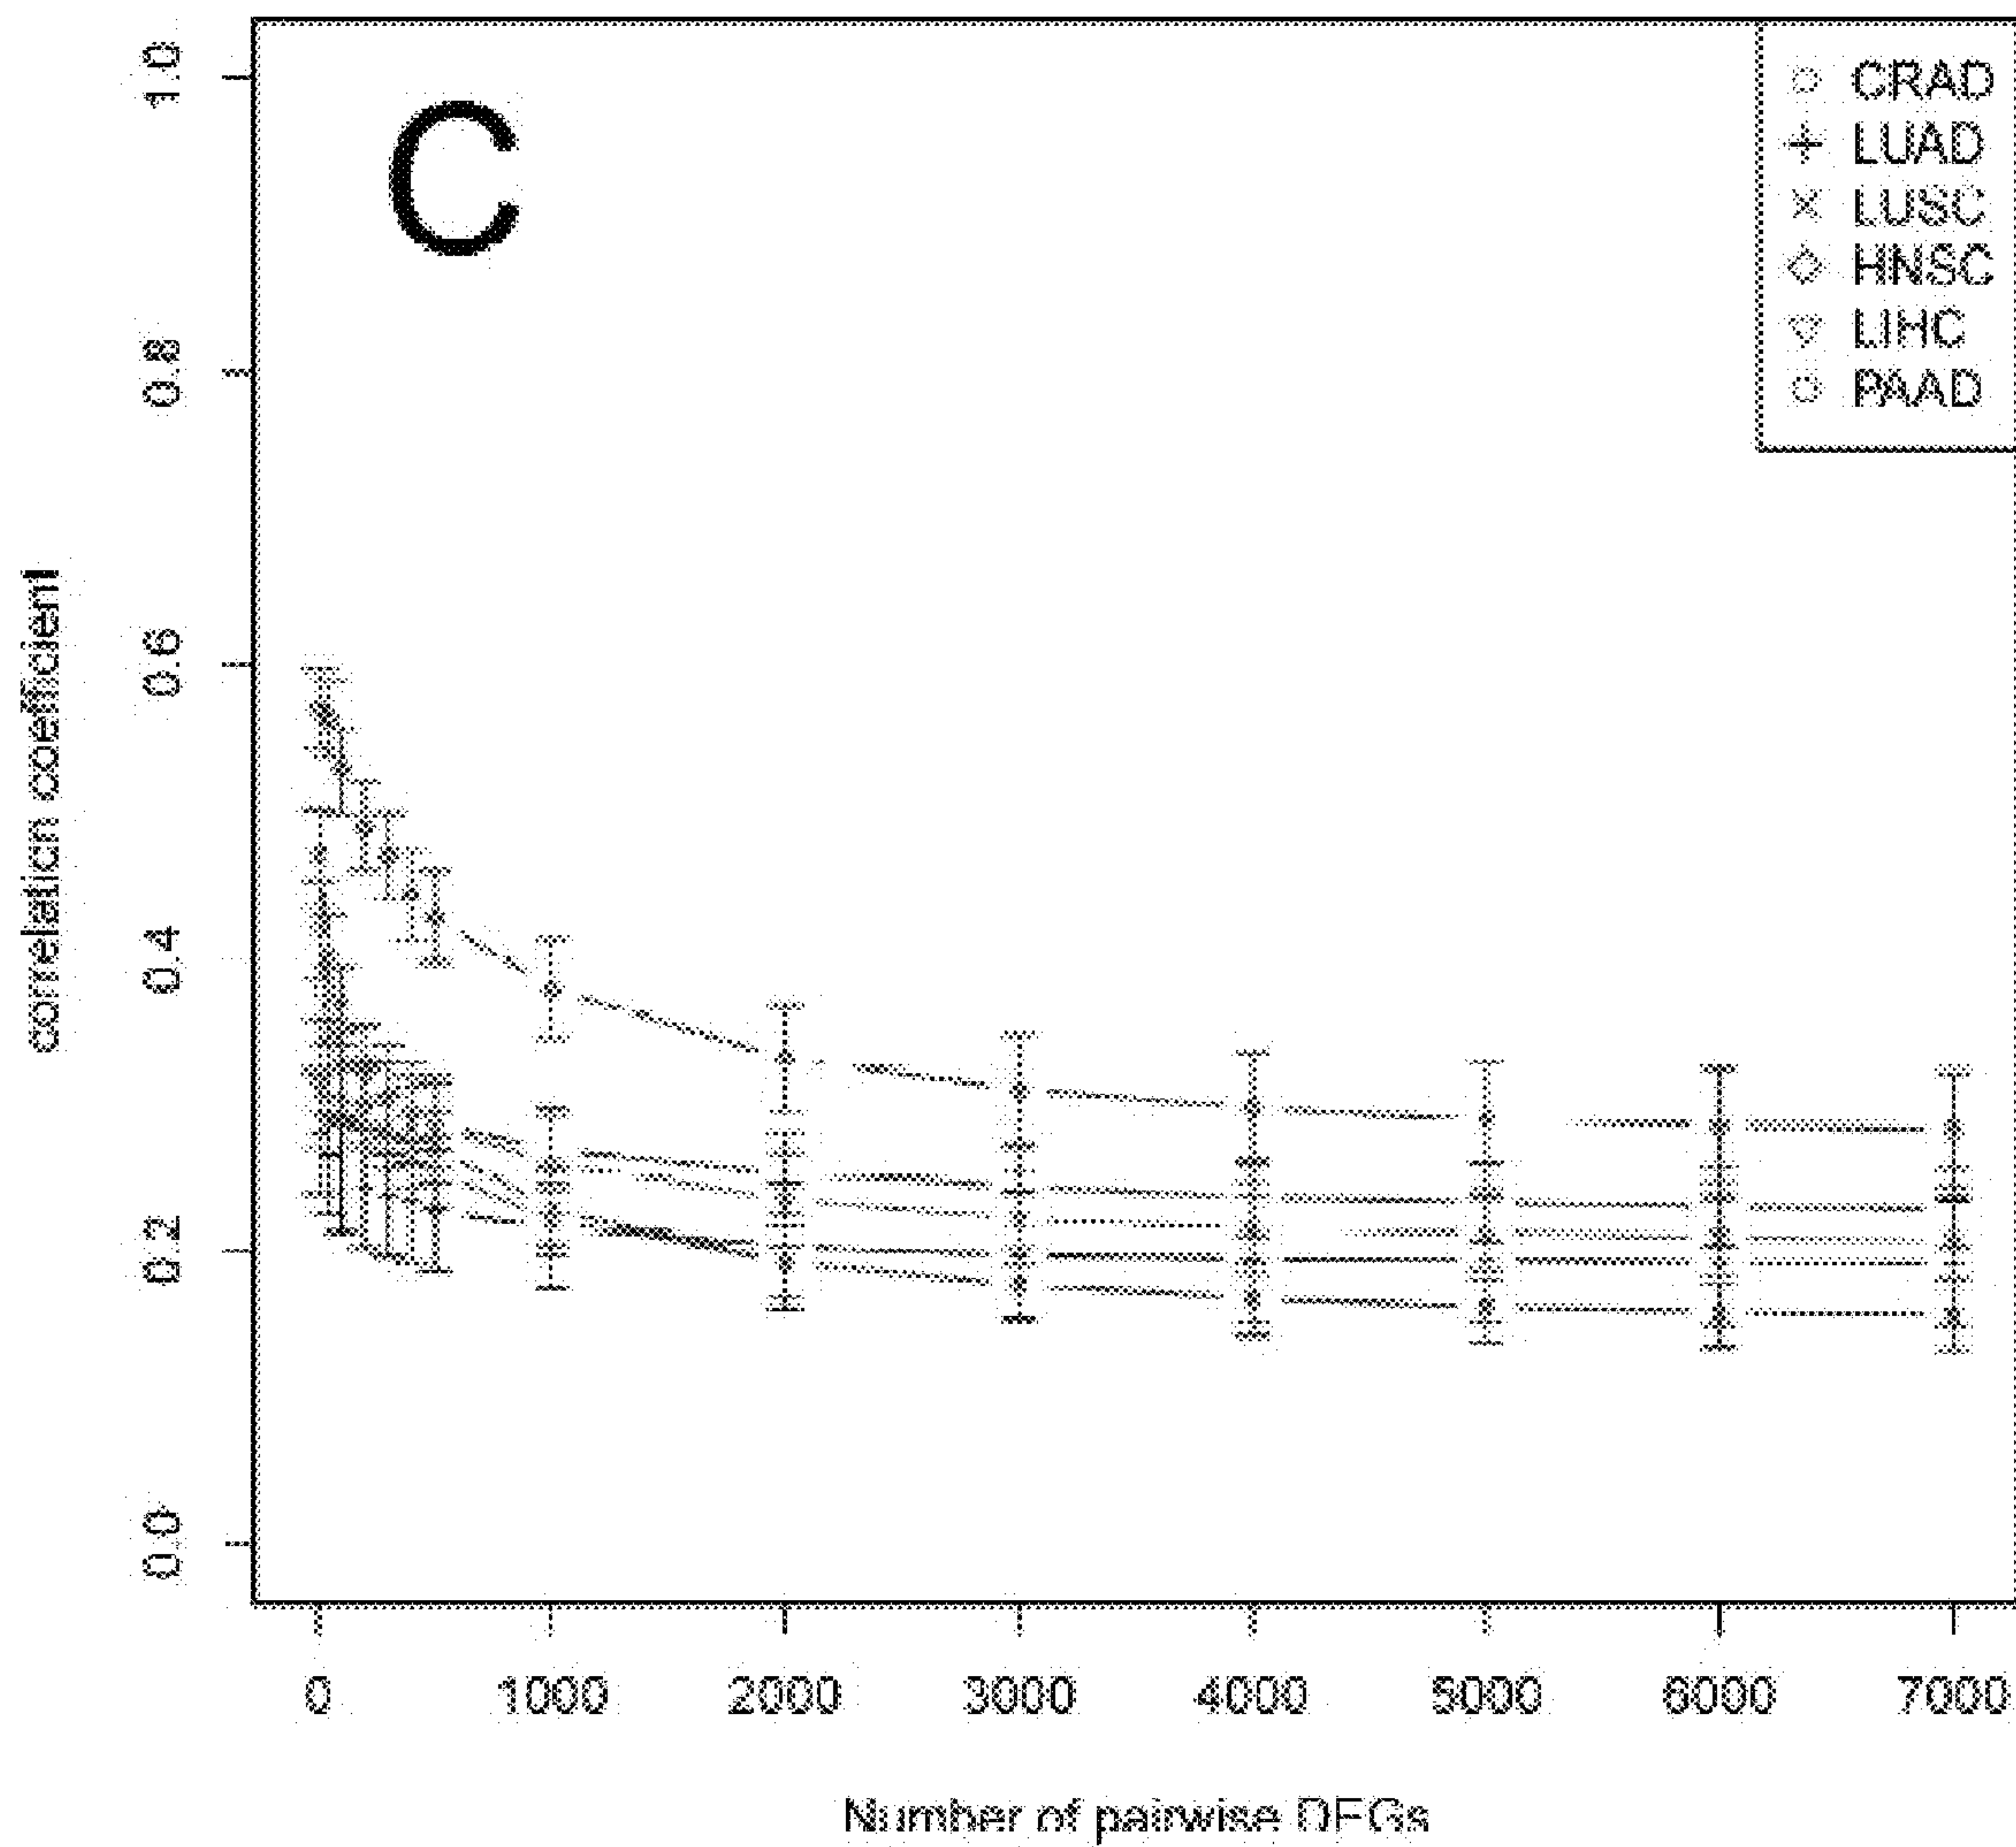 C
CRAD
LUAD
LUSC
HNSC
LIHC
PAAD
correlation coefficient
1.0
0.8
0.6
0.4
0.2
0.0
0 1000 2000 3000 4000 5000 6000 7000
Number of pairwise DEGs